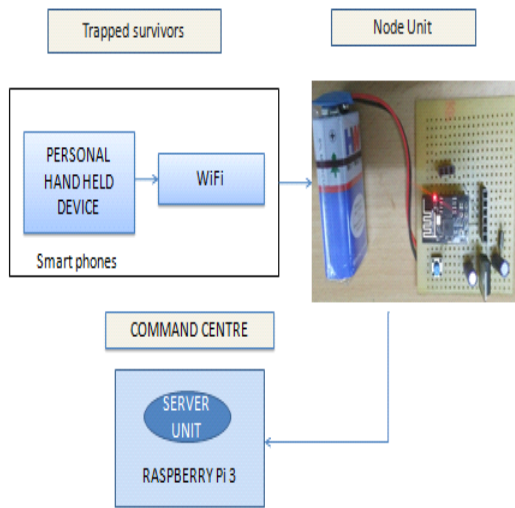 Trapped survivors
Node Unit
PERSONAL
HAND HELD
DEVICE
WiFi
Smart phones
COMMAND CENTRE
SERVER
UNIT
RASPBERRY Pi 3